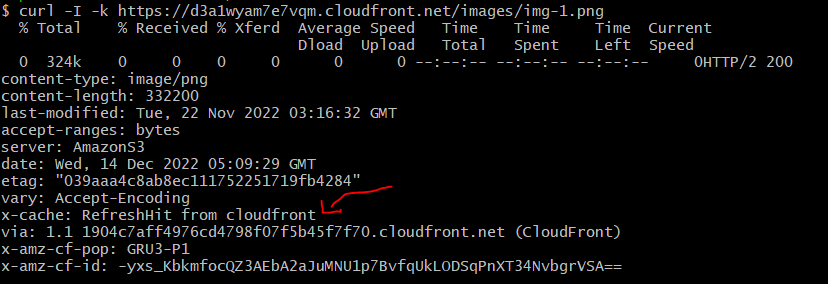 $ curl -I -k https://d3a1wyam7e7vqm.cloudfront.net/images/img-1.png
% Total % Received % Xferd Average Speed Time Time Time Current
Dload Upload Total Spent Left Speed
0 324k 0 0 0 0 0 0 --:--:-- --:--:-- --:--:-- 0HTTP/2 200
content-type: image/png
content-length: 332200
last-modified: Tue, 22 Nov 2022 03:16:32 GMT
accept-ranges: bytes
server: AmazonS3
date: Wed, 14 Dec 2022 05:09:29 GMT
etag: "039aaa4c8ab8ec111752251719fb4284"
vary: Accept-Encoding
x-cache: RefreshHit from cloudfront
via: 1.1 1904c7aff4976cd4798f07f5b45f7f70.cloudfront.net (CloudFront)
x-amz-cf-pop: GRU3-P1
x-amz-cf-id: -yxs_KbkmfocQZ3AEbA2aJuMNU1p7BvfqUkLODSqPnXT34NvbgrVSA==